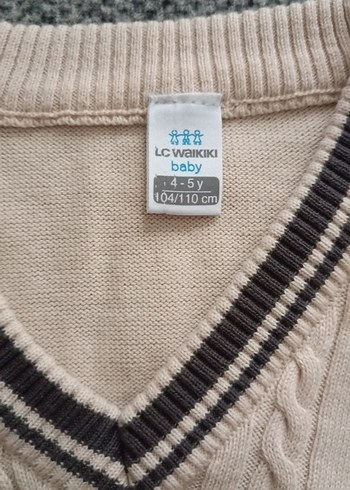 LC WAIKIKI
baby
4 - 5 y
104/110 cm